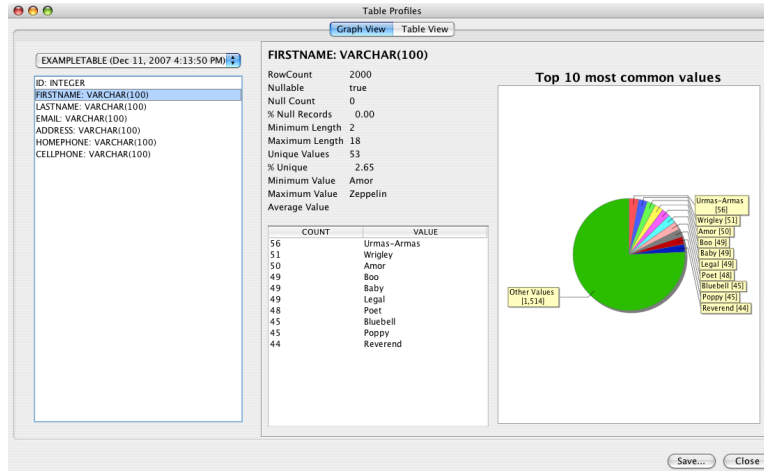 Table Profiles
Graph View Table View
EXAMPLETABLE (Dec 11, 2007 4:13:50 PM)
ID: INTEGER
FIRSTNAME: VARCHAR(100)
LASTNAME: VARCHAR(100)
EMAIL: VARCHAR(100)
ADDRESS: VARCHAR(100)
HOMEPHONE: VARCHAR(100)
CELLPHONE: VARCHAR(100)
FIRSTNAME: VARCHAR(100)
RowCount 2000
Nullable true
Null Count 0
% Null Records 0.00
Minimum Length 2
Maximum Length 18
Unique Values 53
% Unique 2.65
Minimum Value Amor
Maximum Value Zeppelin
Average Value
COUNT VALUE
56 Urmas-Armas
51 Wrigley
50 Amor
49 Boo
49 Baby
49 Legal
48 Poet
45 Bluebell
45 Poppy
44 Reverend
Top 10 most common values
Urmas-Armas
[56]
Wrigley [51]
Amor [50]
Boo [49]
Baby [49]
Legal [49]
Poet [48]
Bluebell [45]
Poppy [45]
Reverend [44]
Other Values
[1,514]
Save... Close